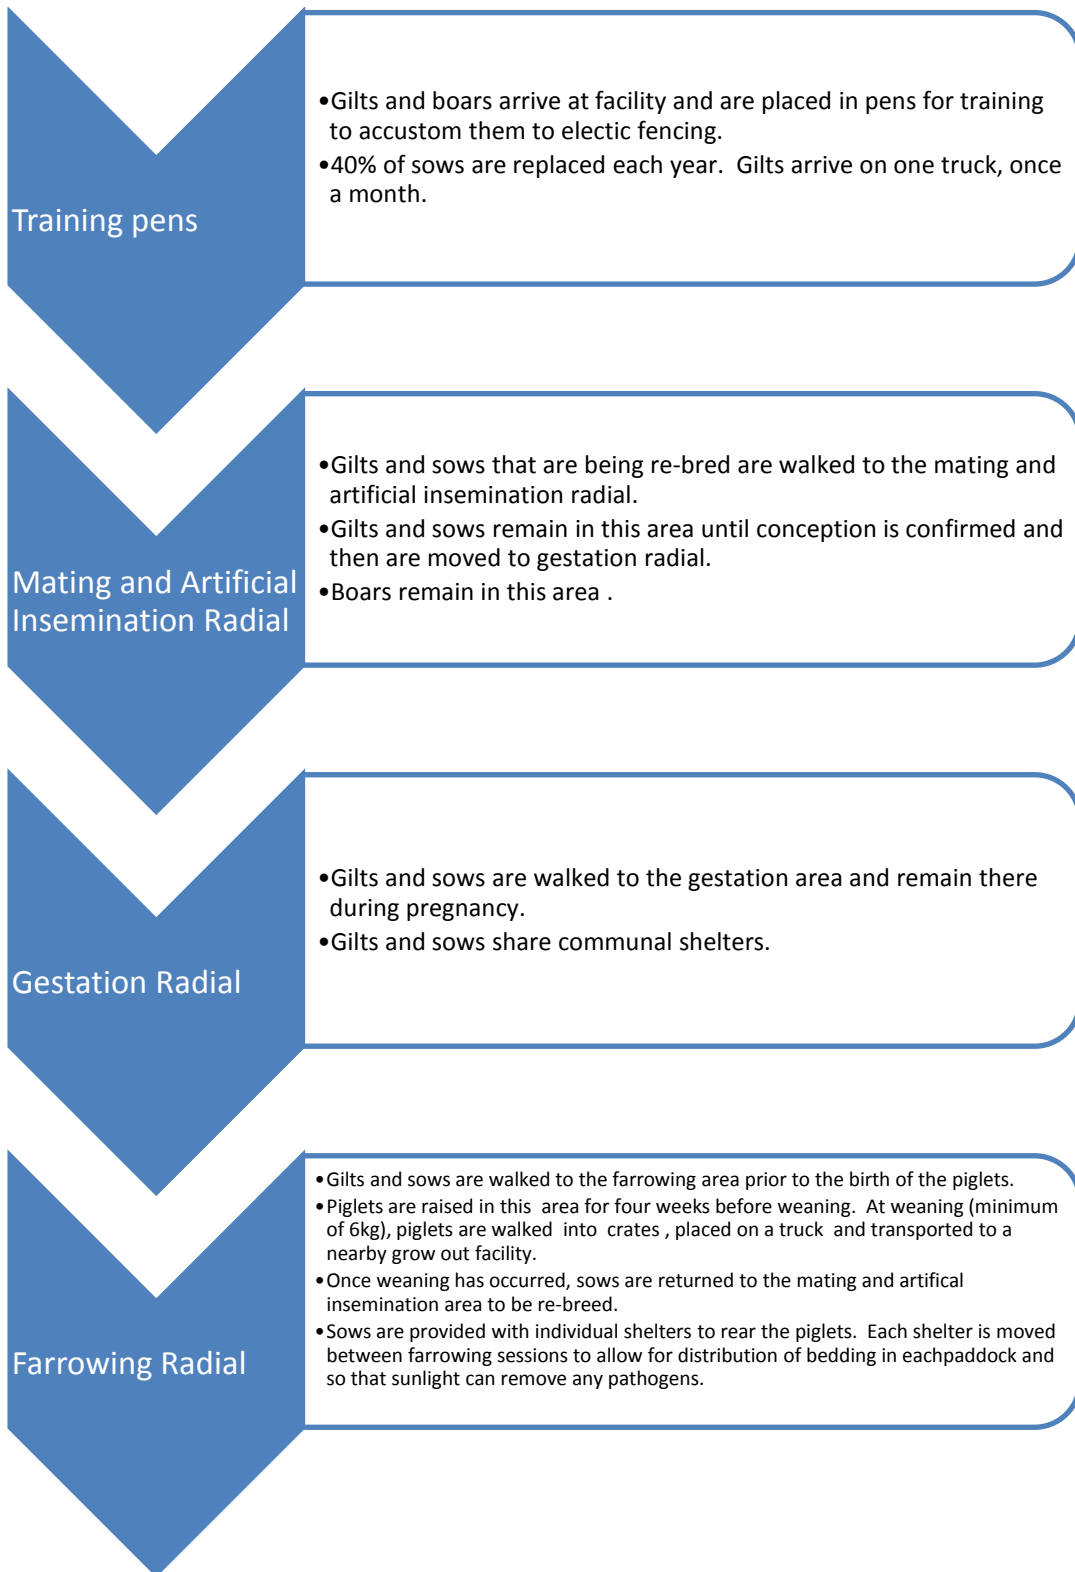 Training pens
•Gilts and boars arrive at facility and are placed in pens for training
to accustom them to electic fencing.
•40% of sows are replaced each year.  Gilts arrive on one truck, once
a month.
Mating and Artificial
Insemination Radial
•Gilts and sows that are being re-bred are walked to the mating and
artificial insemination radial.
•Gilts and sows remain in this area until conception is confirmed and
then are moved to gestation radial.
•Boars remain in this area .
Gestation Radial
•Gilts and sows are walked to the gestation area and remain there
during pregnancy.
•Gilts and sows share communal shelters.
Farrowing Radial
•Gilts and sows are walked to the farrowing area prior to the birth of the piglets.
•Piglets are raised in this  area for four weeks before weaning.  At weaning (minimum
of 6kg), piglets are walked  into  crates , placed on a truck  and transported to a
nearby grow out facility.
•Once weaning has occurred, sows are returned to the mating and artifical
insemination area to be re-breed.
•Sows are provided with individual shelters to rear the piglets.  Each shelter is moved
between farrowing sessions to allow for distribution of bedding in eachpaddock and
so that sunlight can remove any pathogens.